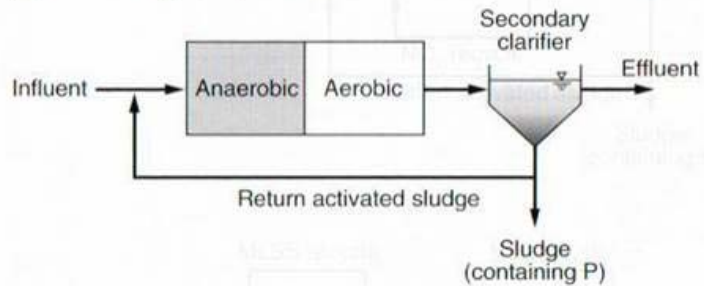 Secondary
clarifier
Influent
Anaerobic
Aerobic
Effluent
Return activated sludge
Sludge
(containing P)